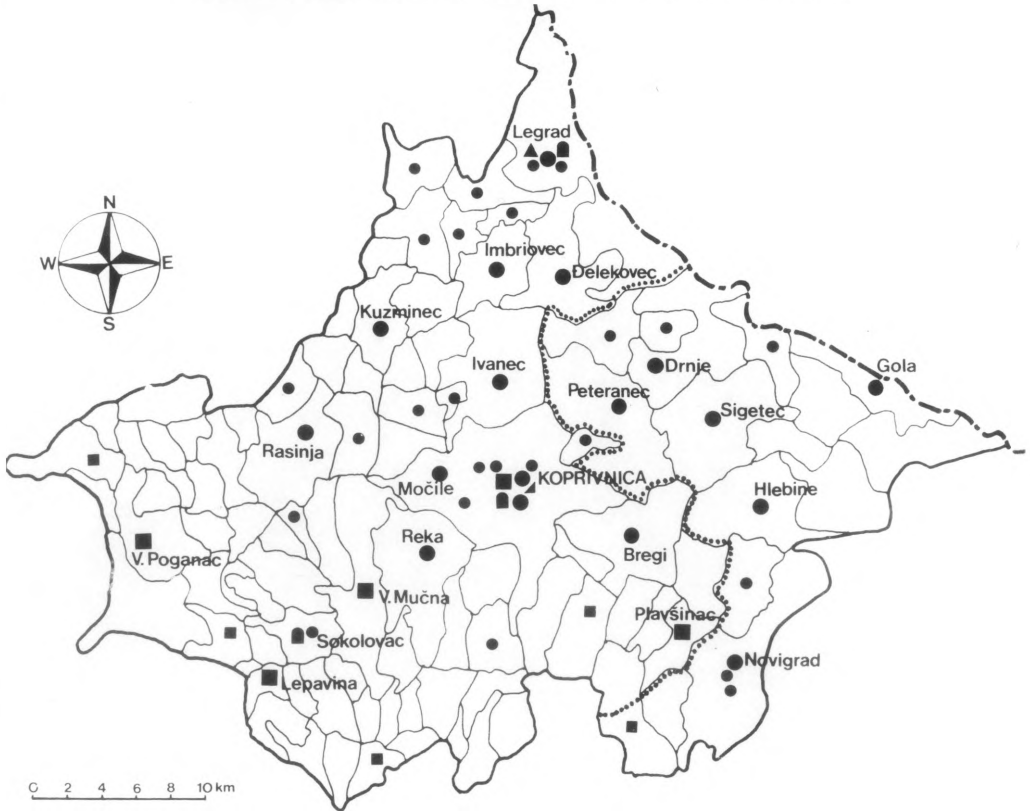 Legrad
N
W E
S
Imbriovec
Đelekovec
Kuzminec
Ivanec
Drnje
Gola
Peteranec
Sigetec
Rasinja
Močile
KOPRIVNICA
Hlebine
Reka
Bregi
V. Poganac
V. Mučna
Plavšinac
Sokolovac
Novigrad
Lepavina
0 2 4 6 8 10 km